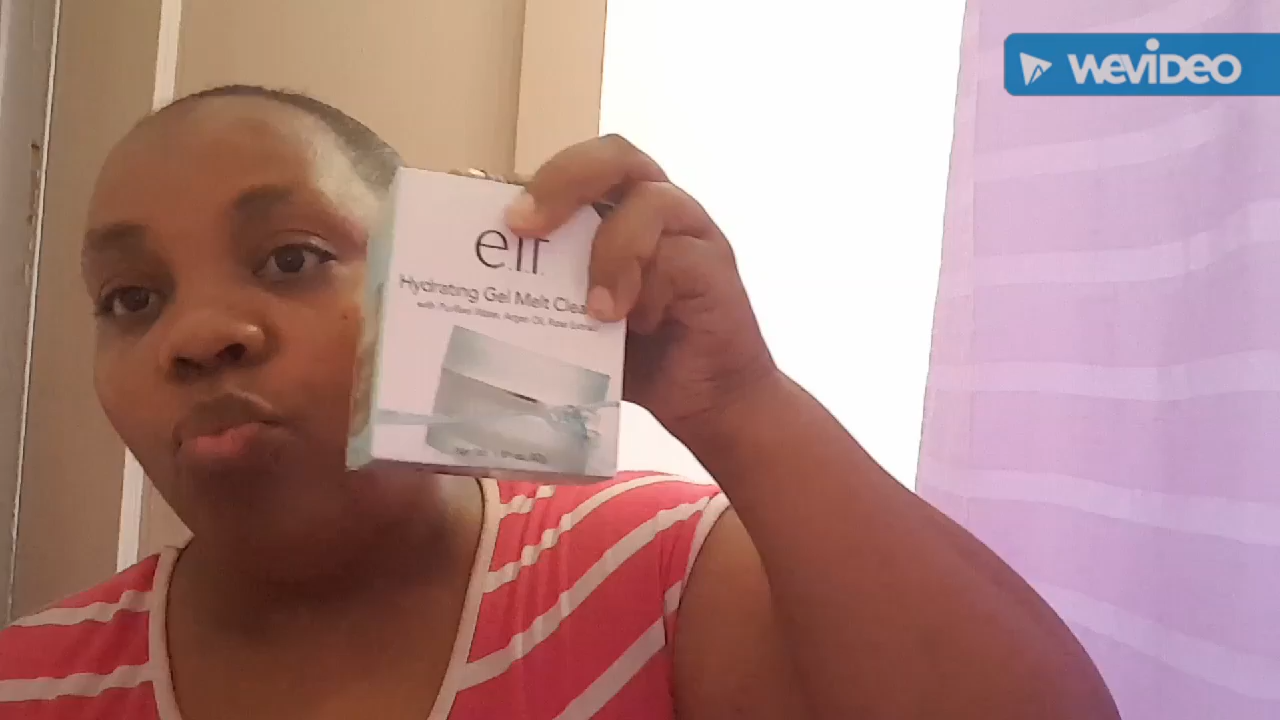 WEVIDEO
e.l.f.
Hydrating Gel Melt Clea
with Purified Water, Argan Oil, Rose Extract